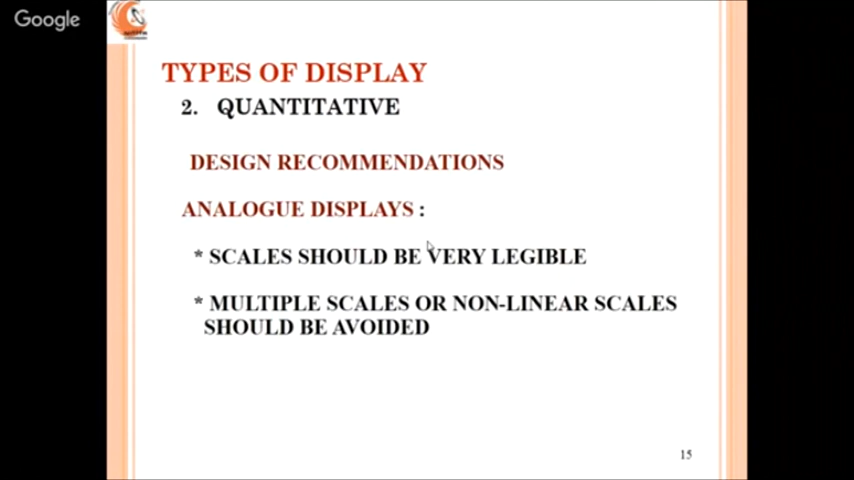 Google
TYPES OF DISPLAY
2. QUANTITATIVE
DESIGN RECOMMENDATIONS
ANALOGUE DISPLAYS :
* SCALES SHOULD BE VERY LEGIBLE
* MULTIPLE SCALES OR NON-LINEAR SCALES
SHOULD BE AVOIDED
15